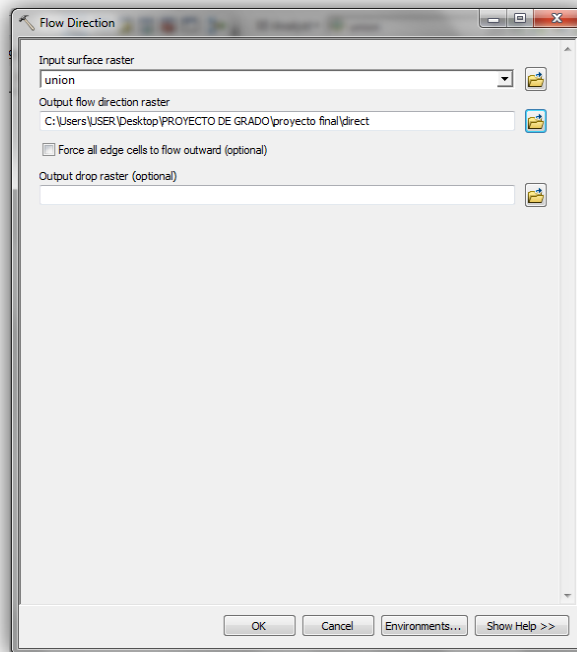 Flow Direction
Input surface raster
union
Output flow direction raster
C:\Users\USER\Desktop\PROYECTO DE GRADO\proyecto final\direct
Force all edge cells to flow outward (optional)
Output drop raster (optional)
OK Cancel Environments... Show Help >>